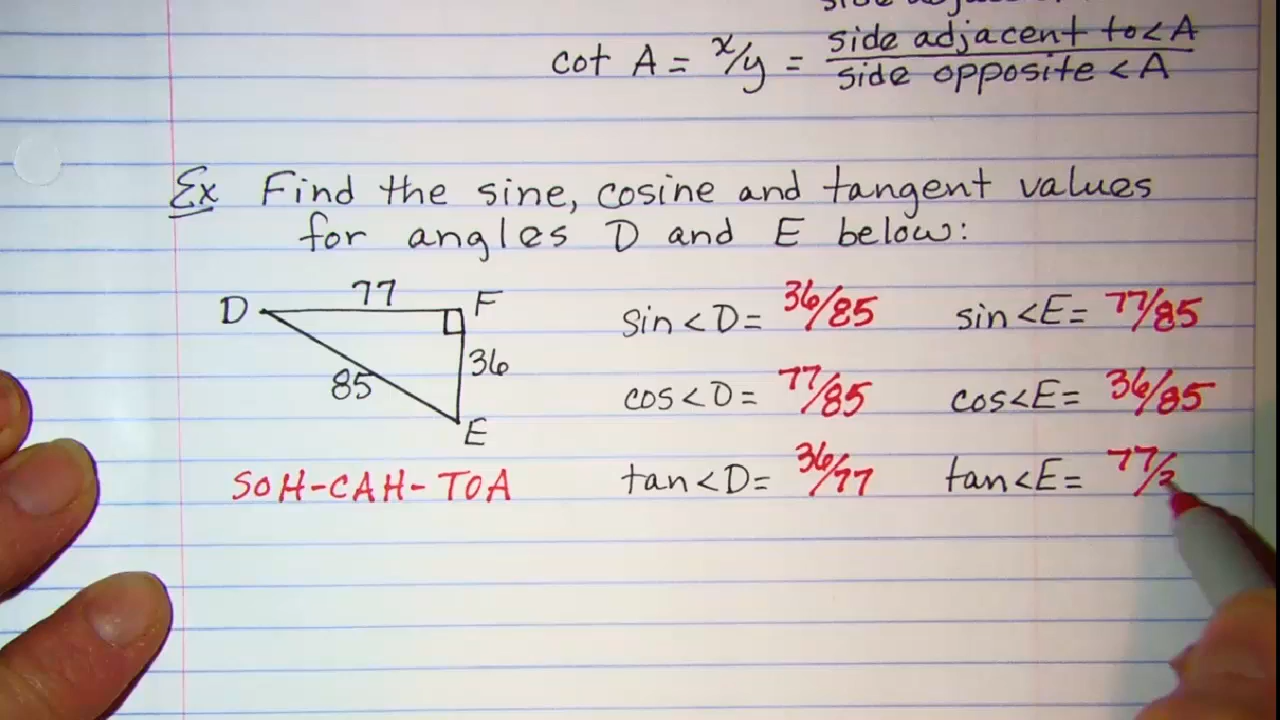 cot A = x/y = side adjacent to <A
side opposite <A
Ex Find the sine, cosine and tangent values
for angles D and E below:
D 77 F
36
85
E
sin<D= 36/85 sin<E= 77/85
cos<D= 77/85 cos<E= 36/85
SOH-CAH-TOA tan<D= 36/77 tan<E= 77/